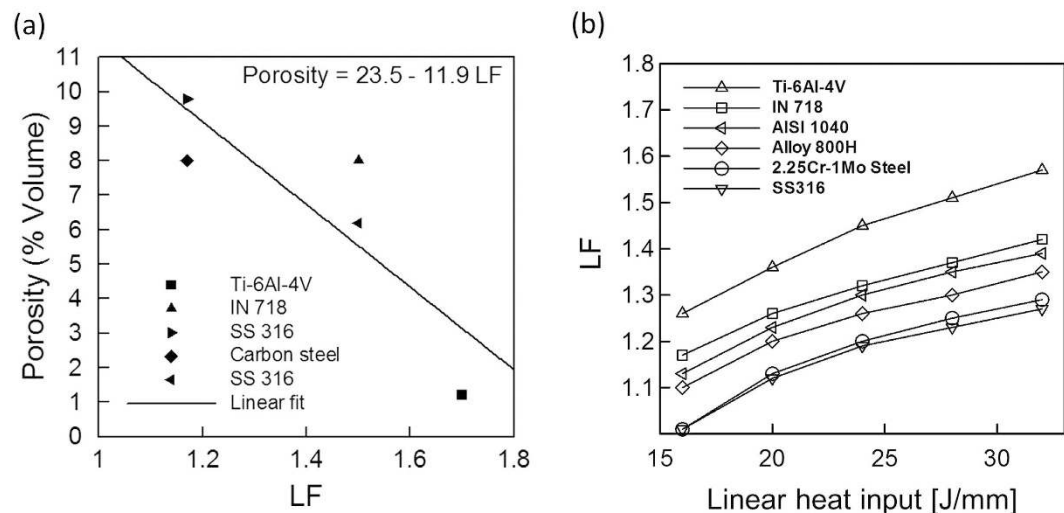 (a)
11
10
9
8
7
6
5
4
3
2
1
0
Porosity (% Volume)
Porosity = 23.5 - 11.9 LF
Ti-6Al-4V
IN 718
SS 316
Carbon steel
SS 316
Linear fit
1 1.2 1.4 1.6 1.8
LF
(b)
1.8
1.7
1.6
1.5
1.4
1.3
1.2
1.1
LF
Ti-6Al-4V
IN 718
AISI 1040
Alloy 800H
2.25Cr-1Mo Steel
SS316
15 20 25 30
Linear heat input [J/mm]